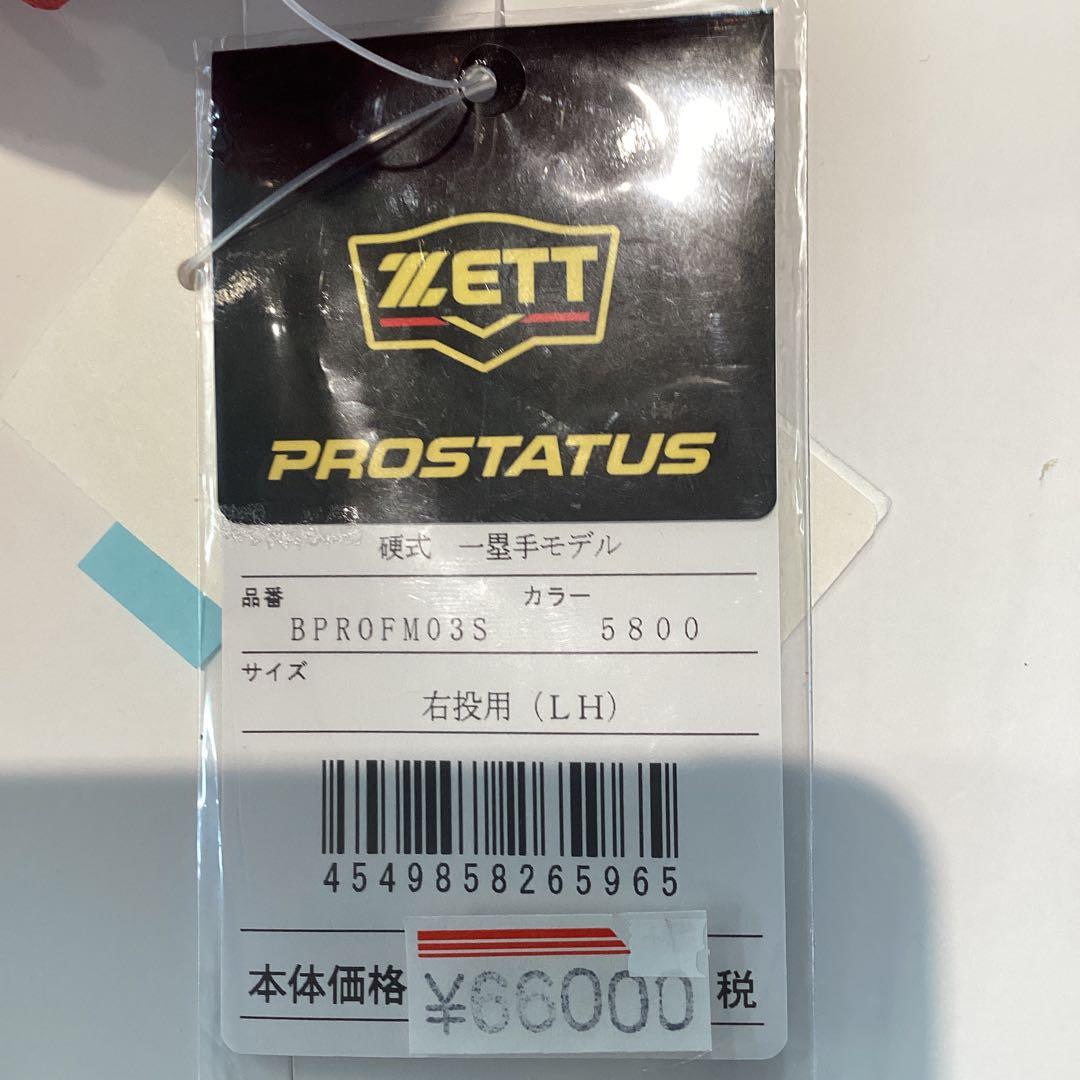 ZETT
PROSTATUS
硬式 一塁手モデル
品番 カラー
BPROFM03S 5800
サイズ
右投用(LH)
4549858265965
本体価格 ¥66000 税